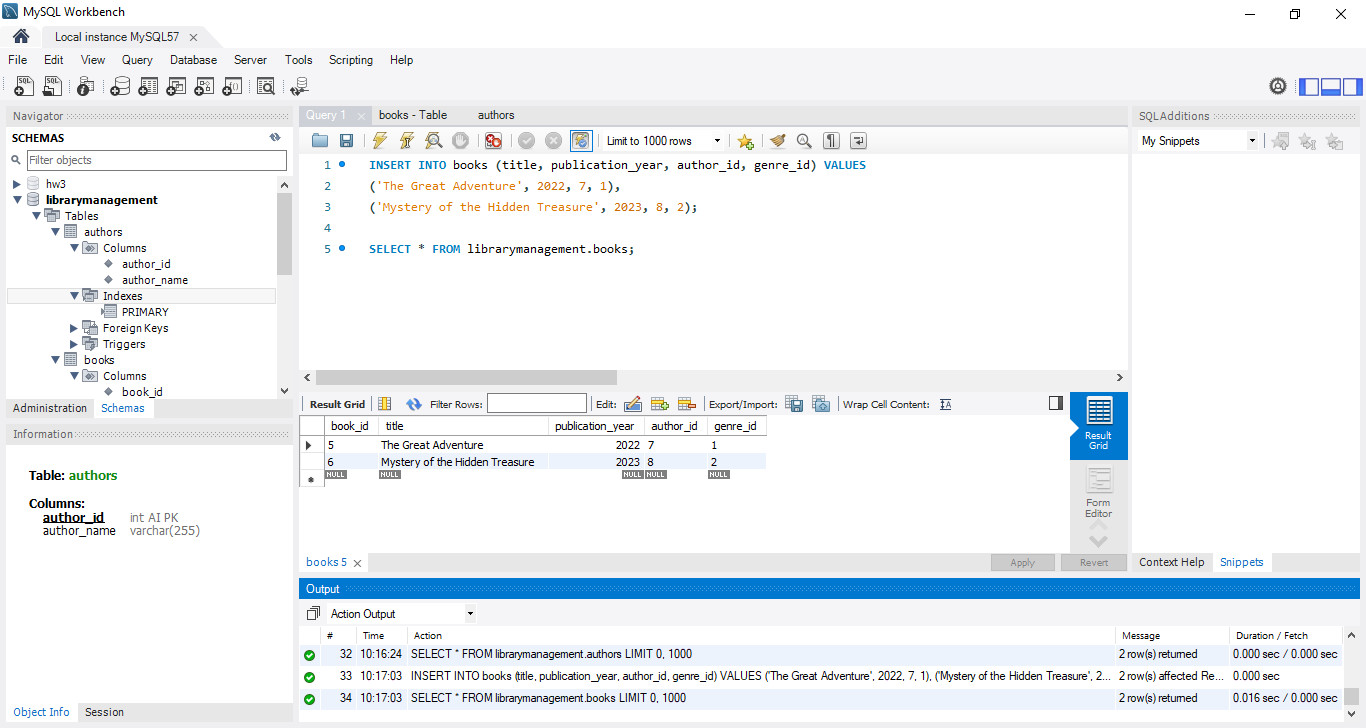 MySQL Workbench
Local instance MySQL57
File Edit View Query Database Server Tools Scripting Help
Navigator
SCHEMAS
Filter objects
hw3
librarymanagement
Tables
authors
Columns
author_id
author_name
Indexes
PRIMARY
Foreign Keys
Triggers
books
Columns
book_id
Administration Schemas
Information
Table: authors
Columns:
author_id int AI PK
author_name varchar(255)
Object Info Session
Query 1 books - Table authors
Limit to 1000 rows
1 INSERT INTO books (title, publication_year, author_id, genre_id) VALUES
2 ('The Great Adventure', 2022, 7, 1),
3 ('Mystery of the Hidden Treasure', 2023, 8, 2);
4
5 SELECT * FROM librarymanagement.books;
Result Grid Filter Rows: Edit: Export/Import: Wrap Cell Content:
book_id title publication_year author_id genre_id
5 The Great Adventure 2022 7 1
6 Mystery of the Hidden Treasure 2023 8 2
NULL NULL NULL NULL NULL
Result
Grid
Form
Editor
books 5
Apply Revert
SQLAdditions
My Snippets
Context Help Snippets
Output
Action Output
# Time Action Message Duration / Fetch
32 10:16:24 SELECT * FROM librarymanagement.authors LIMIT 0, 1000 2 row(s) returned 0.000 sec / 0.000 sec
33 10:17:03 INSERT INTO books (title, publication_year, author_id, genre_id) VALUES ('The Great Adventure', 2022, 7, 1), ('Mystery of the Hidden Treasure', 2... 2 row(s) affected Re... 0.000 sec
34 10:17:03 SELECT * FROM librarymanagement.books LIMIT 0, 1000 2 row(s) returned 0.016 sec / 0.000 sec